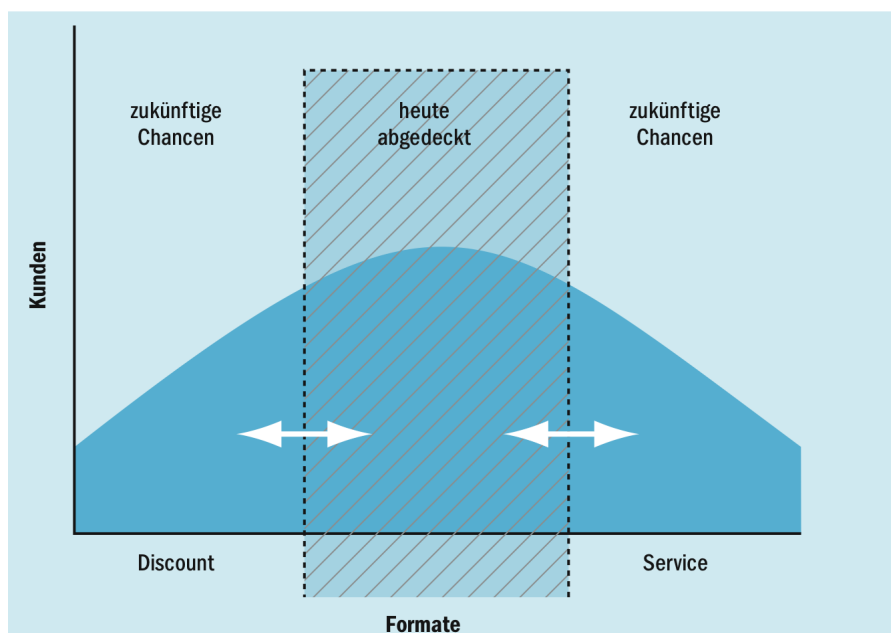 zukünftige
Chancen
heute
abgedeckt
zukünftige
Chancen
Kunden
Discount
Service
Formate